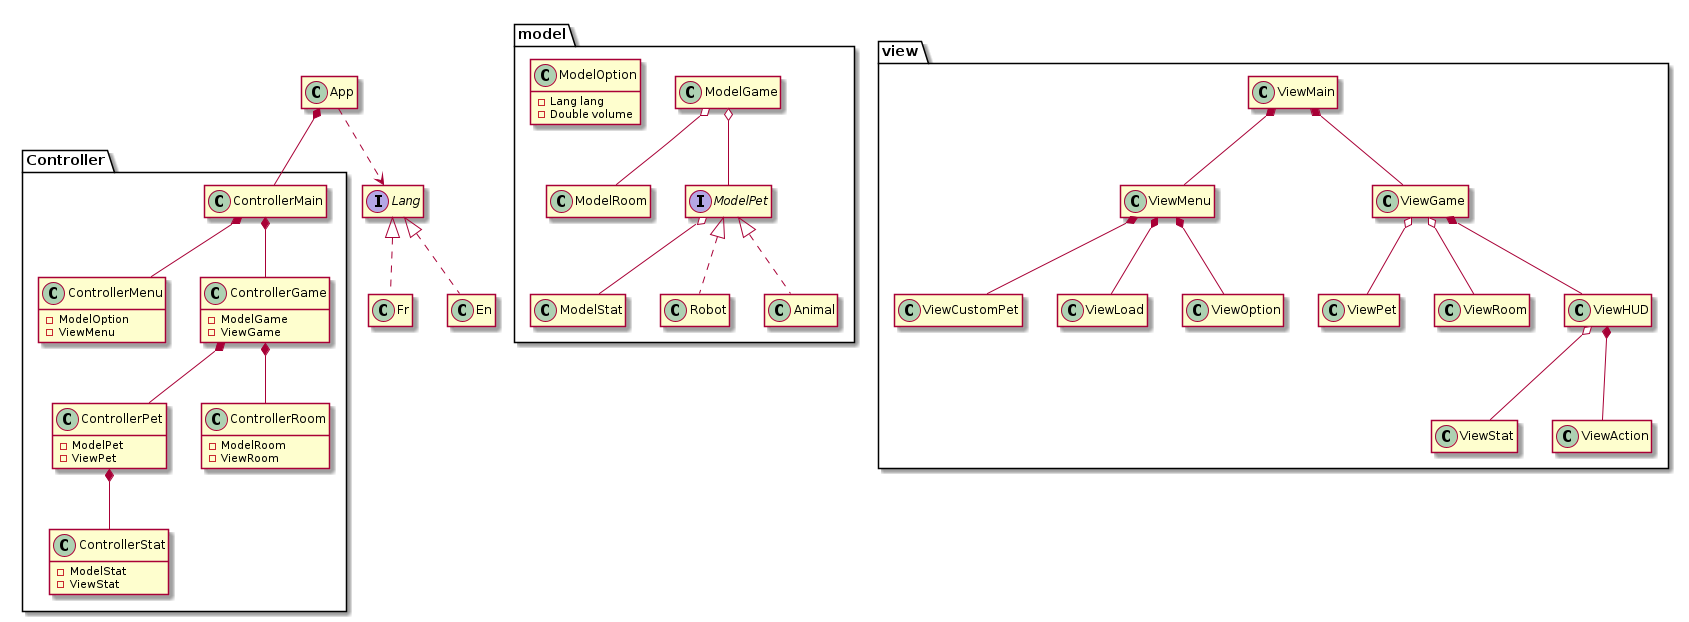 App
Controller
C ControllerMain
C ControllerMenu
ModelOption
ViewMenu
C ControllerGame
ModelGame
ViewGame
C ControllerPet
ModelPet
ViewPet
C ControllerRoom
ModelRoom
ViewRoom
C ControllerStat
ModelStat
ViewStat
I Lang
C Fr
C En
model
C ModelOption
Lang lang
Double volume
C ModelGame
C ModelRoom
I ModelPet
C ModelStat
C Robot
C Animal
view
C ViewMain
C ViewMenu
C ViewGame
C ViewCustomPet
C ViewLoad
C ViewOption
C ViewPet
C ViewRoom
C ViewHUD
C ViewStat
C ViewAction